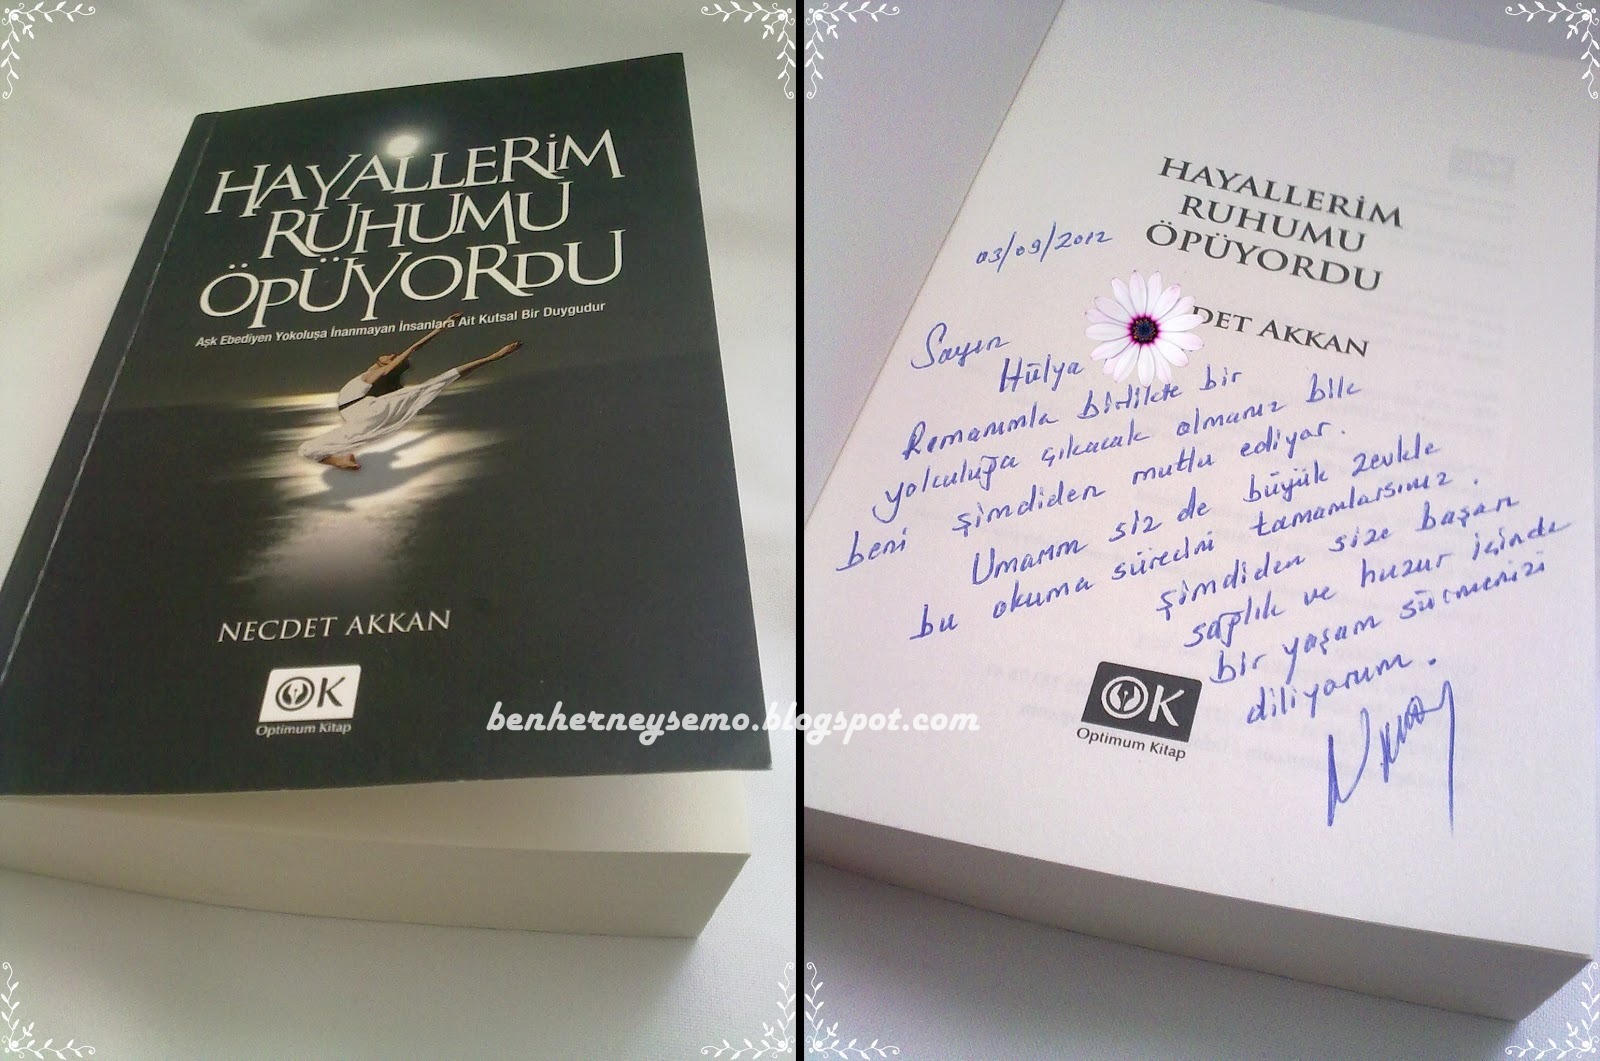 HAYALLERİM
RUHUMU
ÖPÜYORDU
Aşk Ebediyen Yokoluşa İnanmayan İnsanlara Ait Kutsal Bir Duygudur
NECDET AKKAN
OK
Optimum Kitap
benherneysemo.blogspot.com
HAYALLERİM
RUHUMU
ÖPÜYORDU
03/09/2012
DET AKKAN
Sayın
Hülya
Romanımla birlikte bir
yolculuğa çıkacak olmanız bile
beni şimdiden mutlu ediyor.
Umarım siz de büyük zevkle
bu okuma sürecini tamamlarsınız.
Şimdiden size başarı
sağlık ve huzur içinde
bir yaşam sürmenizi
diliyorum.
OK
Optimum Kitap